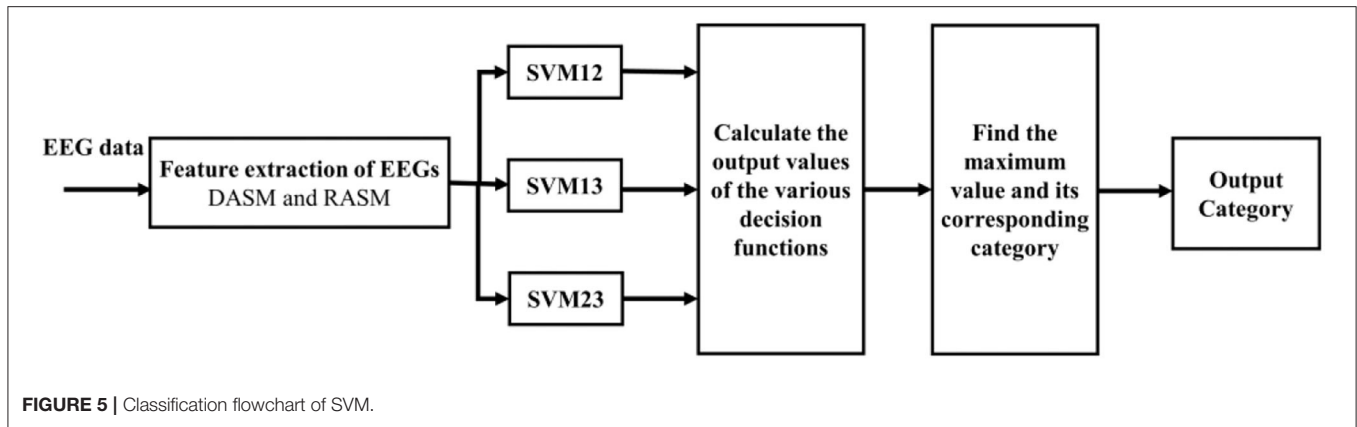 EEG data
Feature extraction of EEGs
DASM and RASM
SVM12
SVM13
SVM23
Calculate the
output values
of the various
decision
functions
Find the
maximum
value and its
corresponding
category
Output
Category
FIGURE 5 | Classification flowchart of SVM.